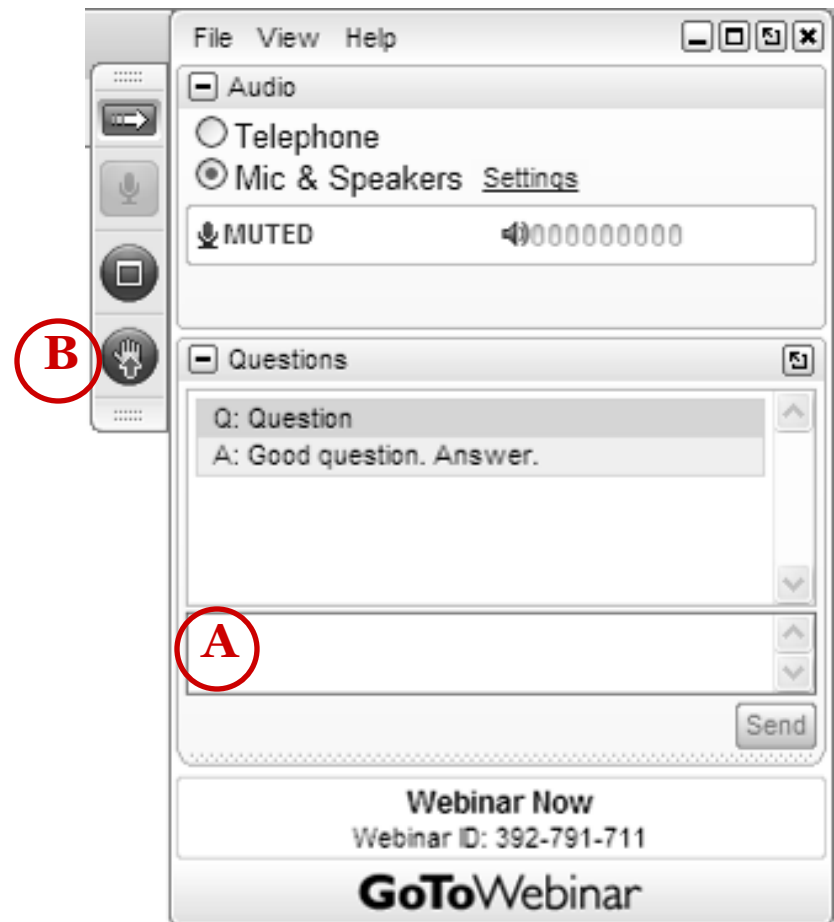 File View Help
Audio
Telephone
Mic & Speakers Settings
MUTED 000000000
B
Questions
Q: Question
A: Good question. Answer.
A
Send
Webinar Now
Webinar ID: 392-791-711
GoToWebinar